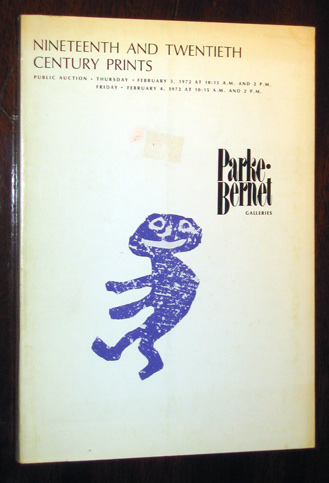 NINETEENTH AND TWENTIETH
CENTURY PRINTS
PUBLIC AUCTION • THURSDAY • FEBRUARY 3, 1972 AT 10:15 A.M. AND 2 P.M.
FRIDAY • FEBRUARY 4, 1972 AT 10:15 A.M. AND 2 P.M.
Parke•
Bernet
GALLERIES